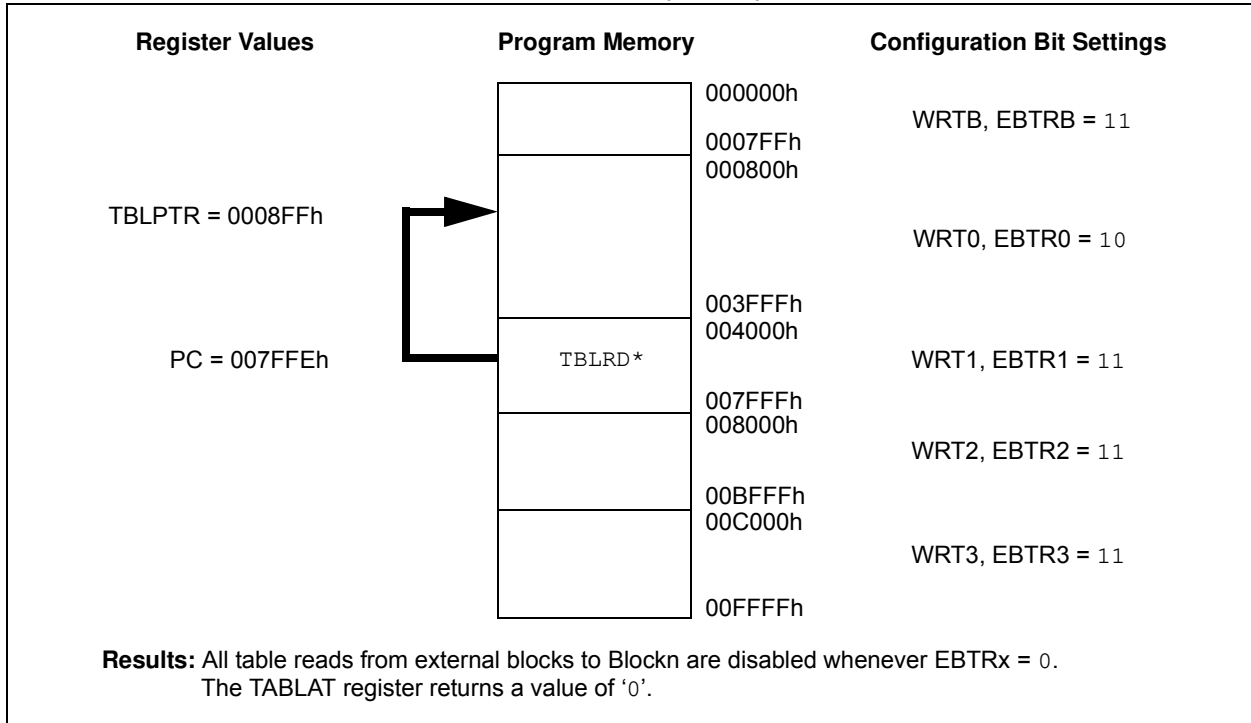 Register Values Program Memory Configuration Bit Settings
000000h
WRTB, EBTRB = 11
0007FFh
000800h
TBLPTR = 0008FFh
WRT0, EBTR0 = 10
003FFFh
004000h
PC = 007FFEh TBLRD* WRT1, EBTR1 = 11
007FFFh
008000h
WRT2, EBTR2 = 11
00BFFFh
00C000h
WRT3, EBTR3 = 11
00FFFFh
Results: All table reads from external blocks to Blockn are disabled whenever EBTRx = 0.
The TABLAT register returns a value of ‘0’.